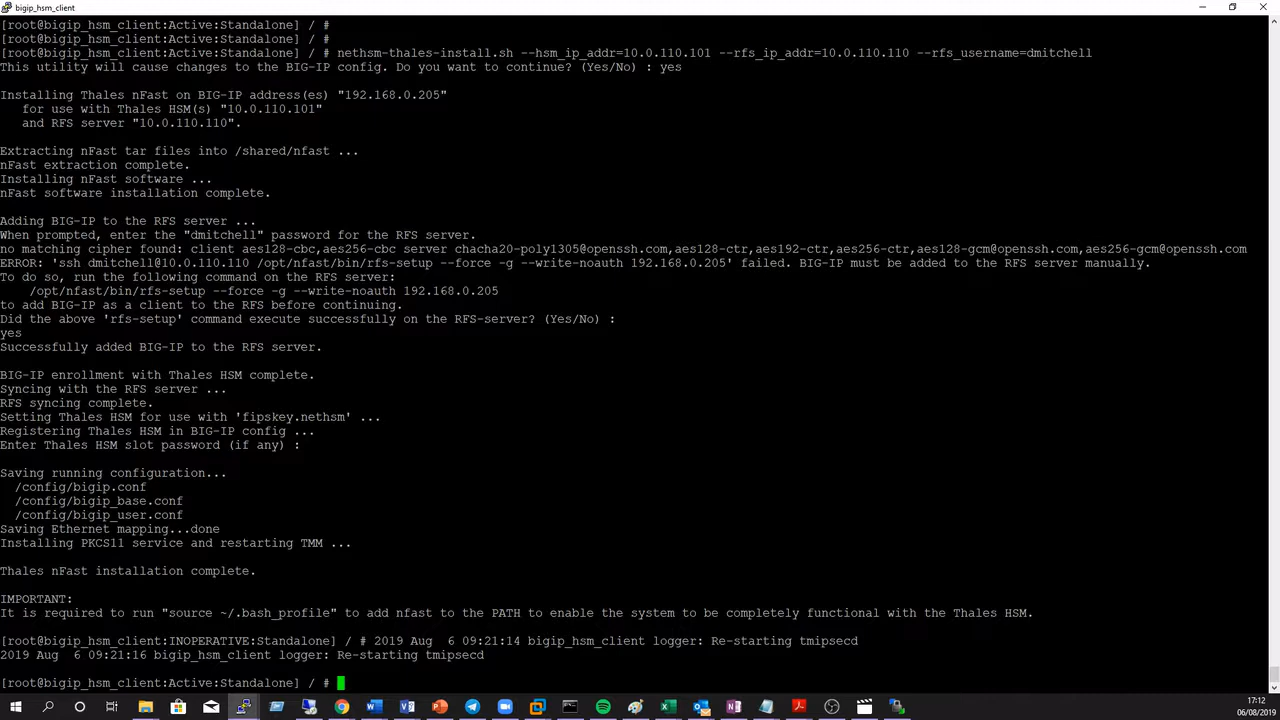 bigip_hsm_client
[root@bigip_hsm_client:Active:Standalone] / #
[root@bigip_hsm_client:Active:Standalone] / #
[root@bigip_hsm_client:Active:Standalone] / # nethsm-thales-install.sh --hsm_ip_addr=10.0.110.101 --rfs_ip_addr=10.0.110.110 --rfs_username=dmitchell
This utility will cause changes to the BIG-IP config. Do you want to continue? (Yes/No) : yes
Installing Thales nFast on BIG-IP address(es) "192.168.0.205"
for use with Thales HSM(s) "10.0.110.101"
and RFS server "10.0.110.110".
Extracting nFast tar files into /shared/nfast ...
nFast extraction complete.
Installing nFast software ...
nFast software installation complete.
Adding BIG-IP to the RFS server ...
When prompted, enter the "dmitchell" password for the RFS server.
no matching cipher found: client aes128-cbc,aes256-cbc server chacha20-poly1305@openssh.com,aes128-ctr,aes192-ctr,aes256-ctr,aes128-gcm@openssh.com,aes256-gcm@openssh.com
ERROR: 'ssh dmitchell@10.0.110.110 /opt/nfast/bin/rfs-setup --force -g --write-noauth 192.168.0.205' failed. BIG-IP must be added to the RFS server manually.
To do so, run the following command on the RFS server:
/opt/nfast/bin/rfs-setup --force -g --write-noauth 192.168.0.205
to add BIG-IP as a client to the RFS before continuing.
Did the above 'rfs-setup' command execute successfully on the RFS-server? (Yes/No) :
yes
Successfully added BIG-IP to the RFS server.
BIG-IP enrollment with Thales HSM complete.
Syncing with the RFS server ...
RFS syncing complete.
Setting Thales HSM for use with 'fipskey.nethsm' ...
Registering Thales HSM in BIG-IP config ...
Enter Thales HSM slot password (if any) :
Saving running configuration...
/config/bigip.conf
/config/bigip_base.conf
/config/bigip_user.conf
Saving Ethernet mapping...done
Installing PKCS11 service and restarting TMM ...
Thales nFast installation complete.
IMPORTANT:
It is required to run "source ~/.bash_profile" to add nfast to the PATH to enable the system to be completely functional with the Thales HSM.
[root@bigip_hsm_client:INOPERATIVE:Standalone] / # 2019 Aug  6 09:21:14 bigip_hsm_client logger: Re-starting tmipsecd
2019 Aug  6 09:21:16 bigip_hsm_client logger: Re-starting tmipsecd
[root@bigip_hsm_client:Active:Standalone] / #
17:12
06/08/2019